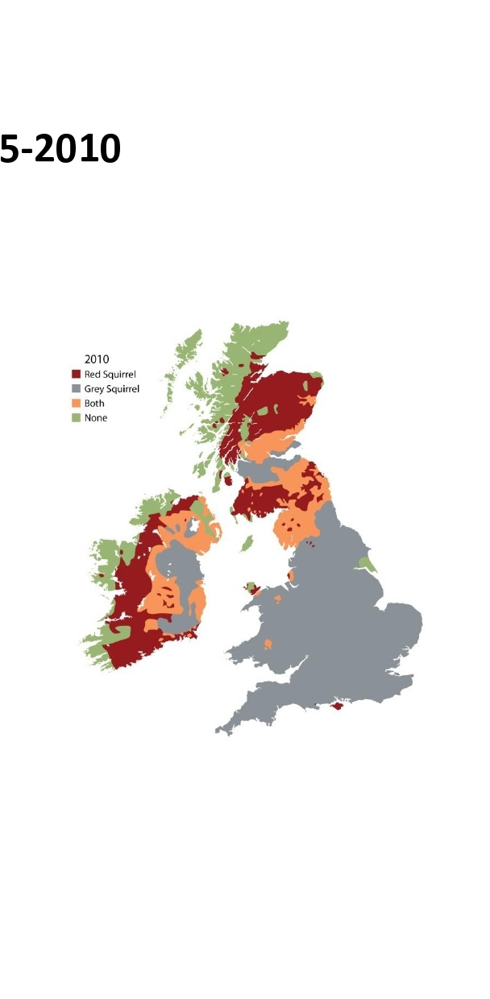 5-2010
2010
Red Squirrel
Grey Squirrel
Both
None